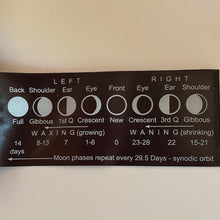 LEFT RIGHT
Back Shoulder Ear Eye Front Eye Ear Shoulder
Full Gibbous 1st Q Crescent New Crescent 3rd Q Gibbous
WAXING (growing) WANING (shrinking)
14 8-13 7 1-6 0 23-28 22 15-21
days
Moon phases repeat every 29.5 Days - synodic orbit